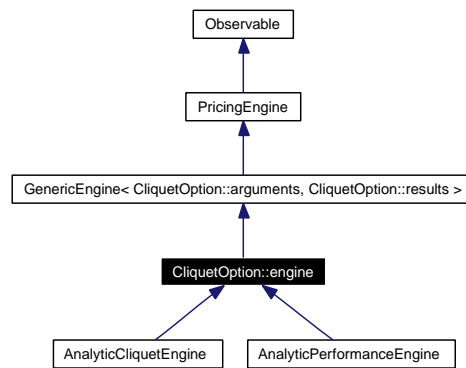 Observable
PricingEngine
GenericEngine< CliquetOption::arguments, CliquetOption::results >
CliquetOption::engine
AnalyticCliquetEngine
AnalyticPerformanceEngine